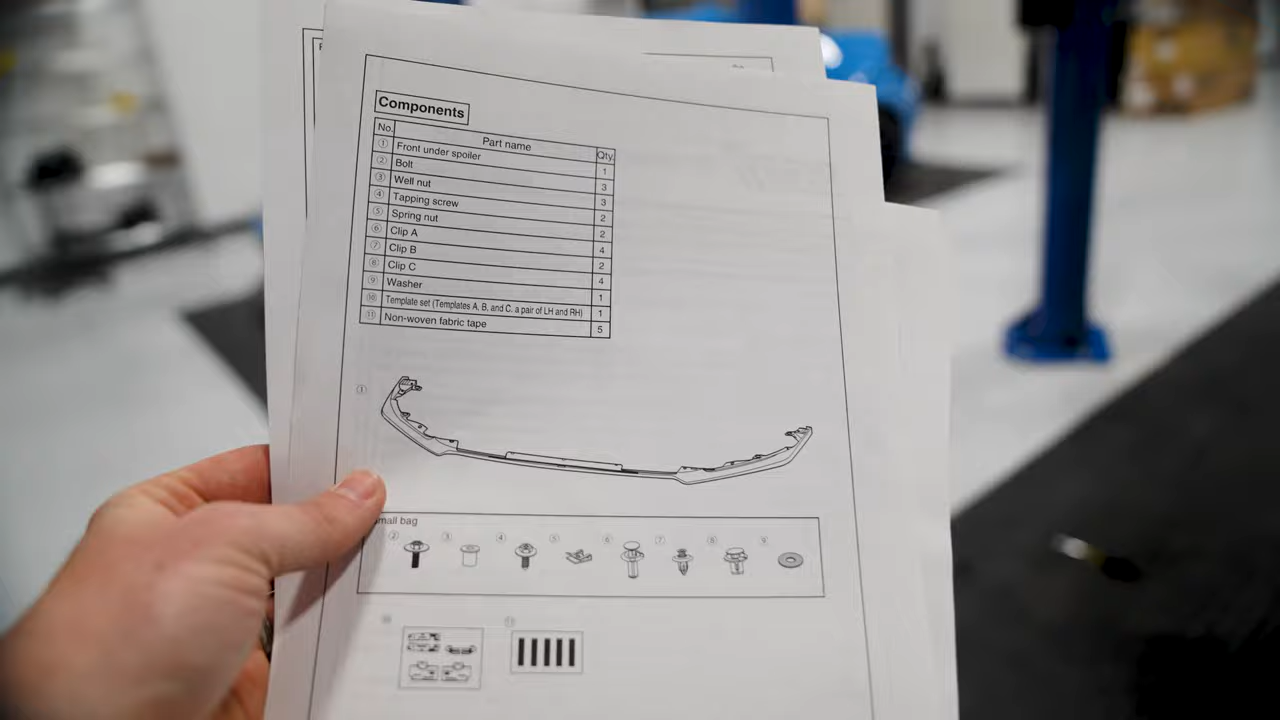 Components
No. Part name Qty.
① Front under spoiler 1
② Bolt 3
③ Well nut 3
④ Tapping screw 2
⑤ Spring nut 2
⑥ Clip A 4
⑦ Clip B 2
⑧ Clip C 4
⑨ Washer 1
⑩ Template set (Templates A, B, and C, a pair of LH and RH) 1
⑪ Non-woven fabric tape 5
①
mall bag
② ③ ④ ⑤ ⑥ ⑦ ⑧ ⑨
⑩ ⑪